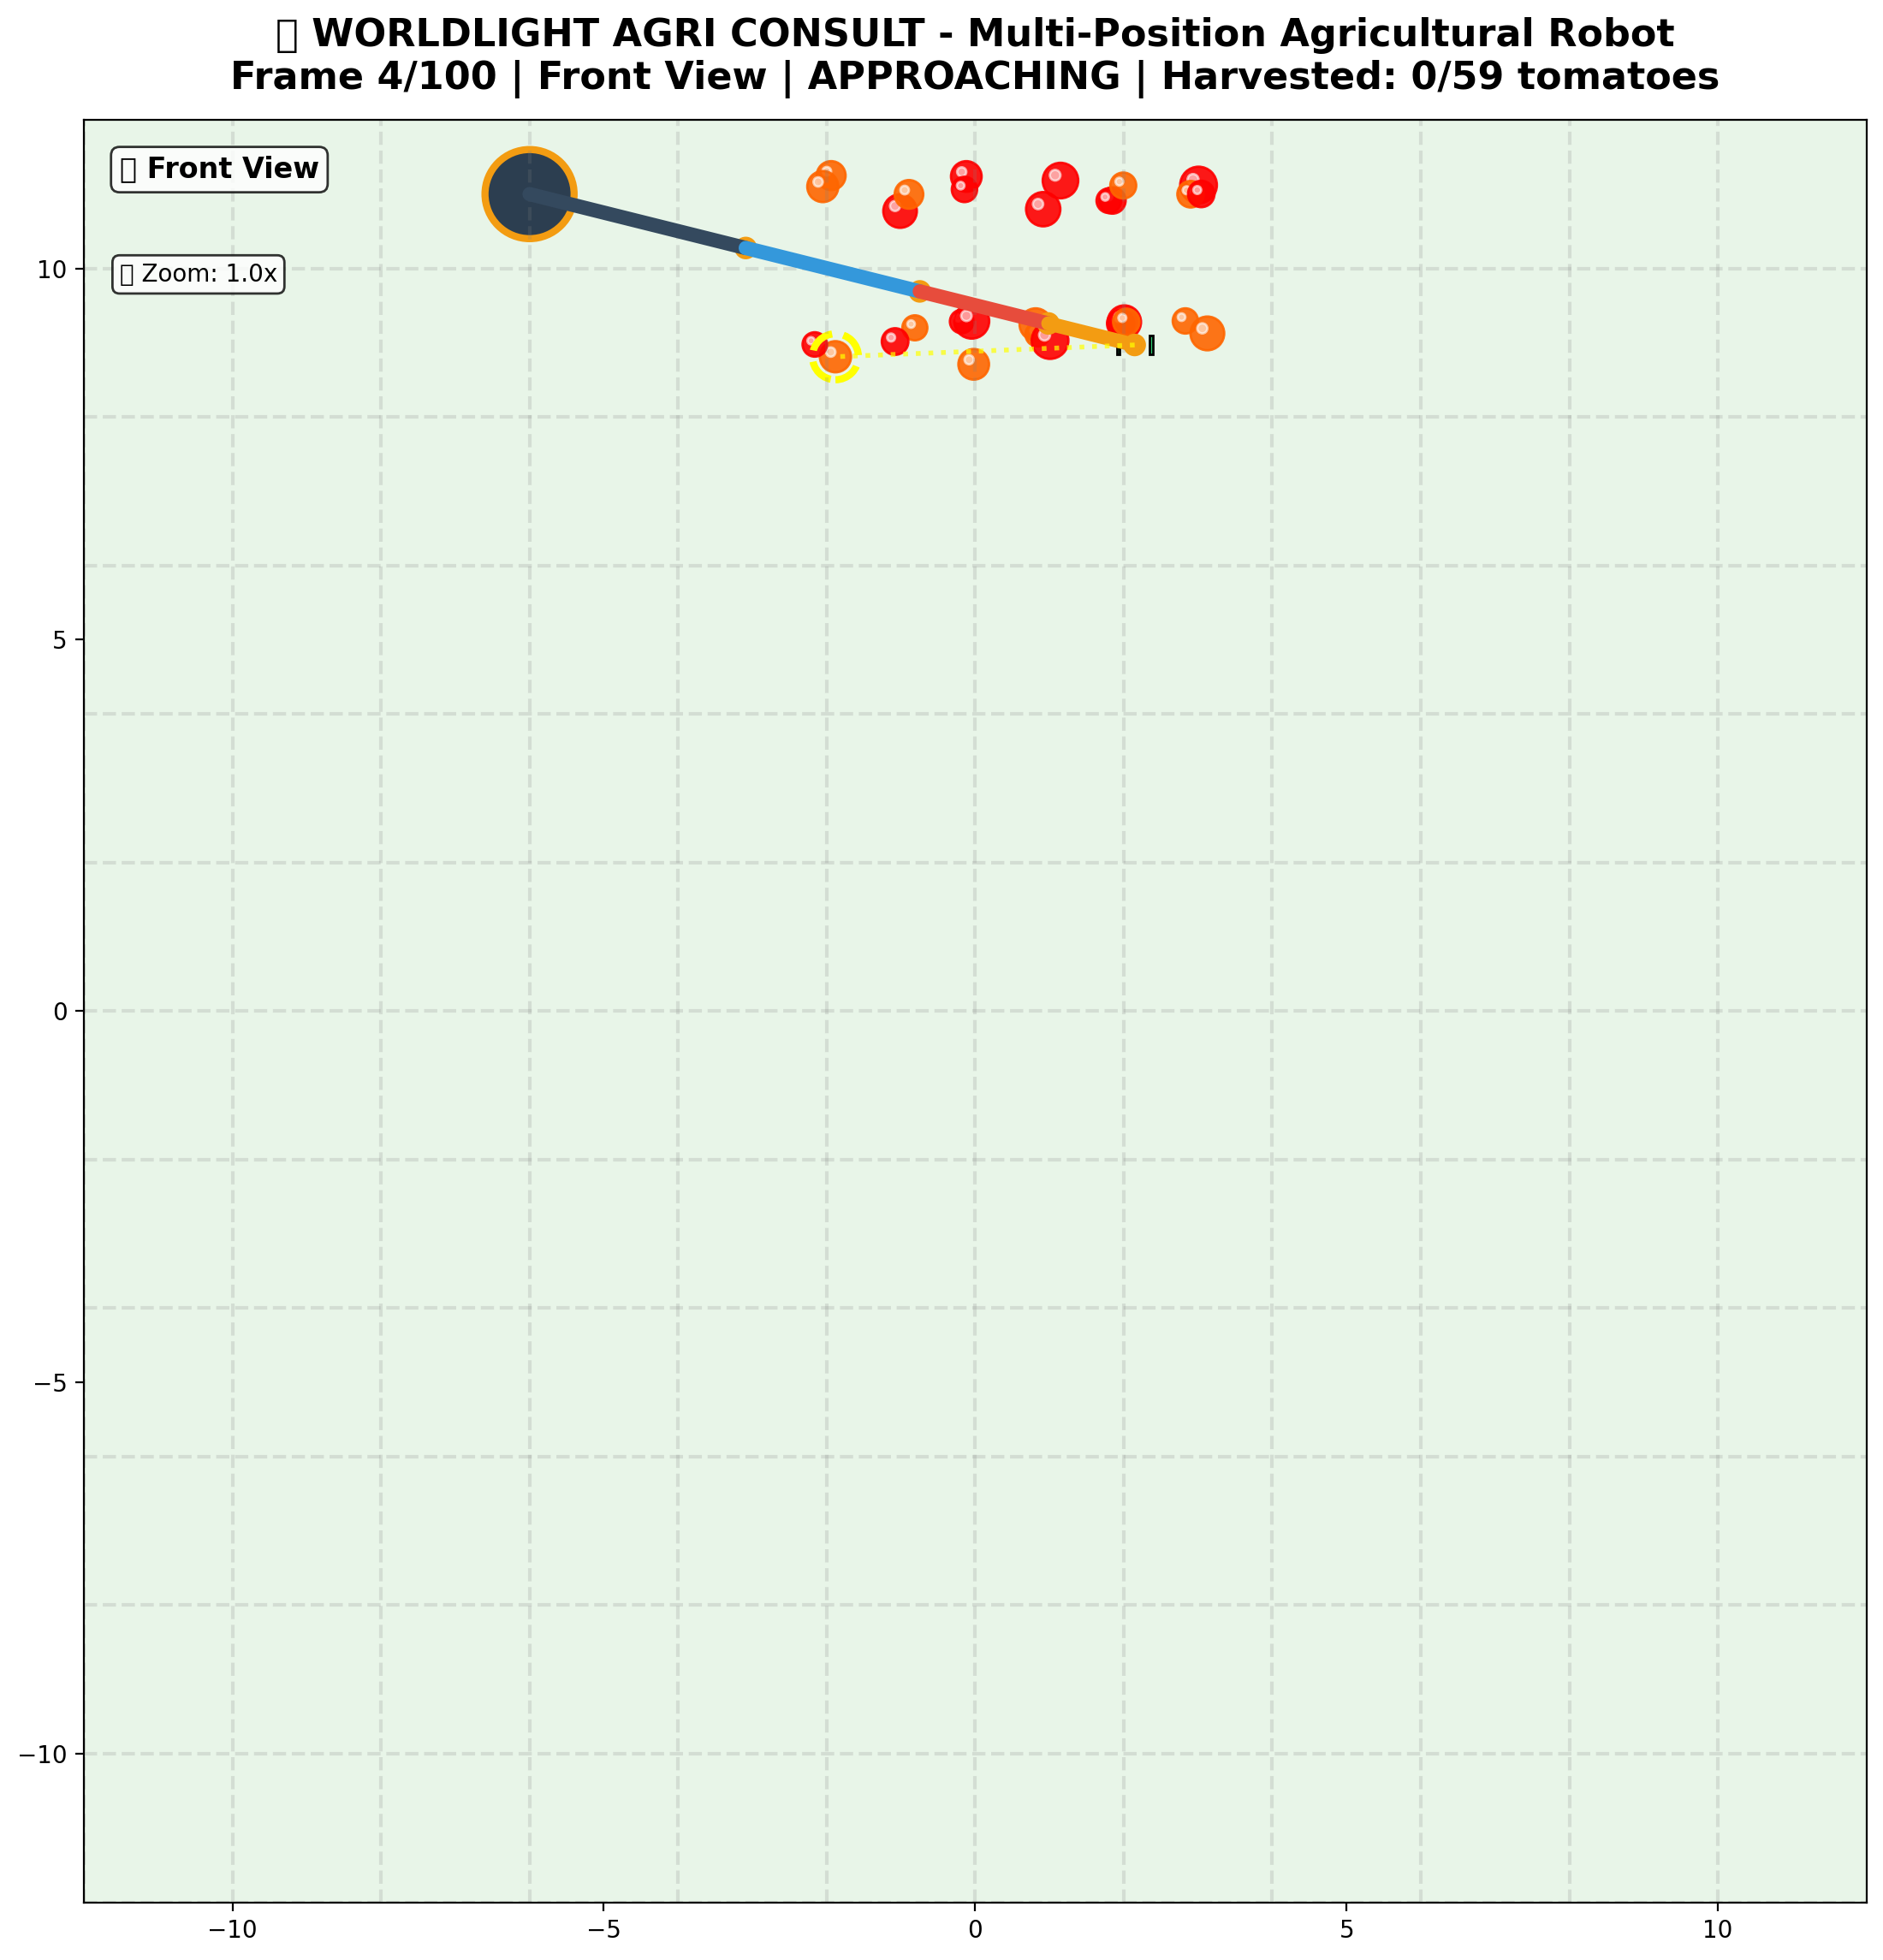 WORLDLIGHT AGRI CONSULT - Multi-Position Agricultural Robot
Frame 4/100 | Front View | APPROACHING | Harvested: 0/59 tomatoes
Front View
Zoom: 1.0x
10
5
0
−5
−10
−10
−5
0
5
10